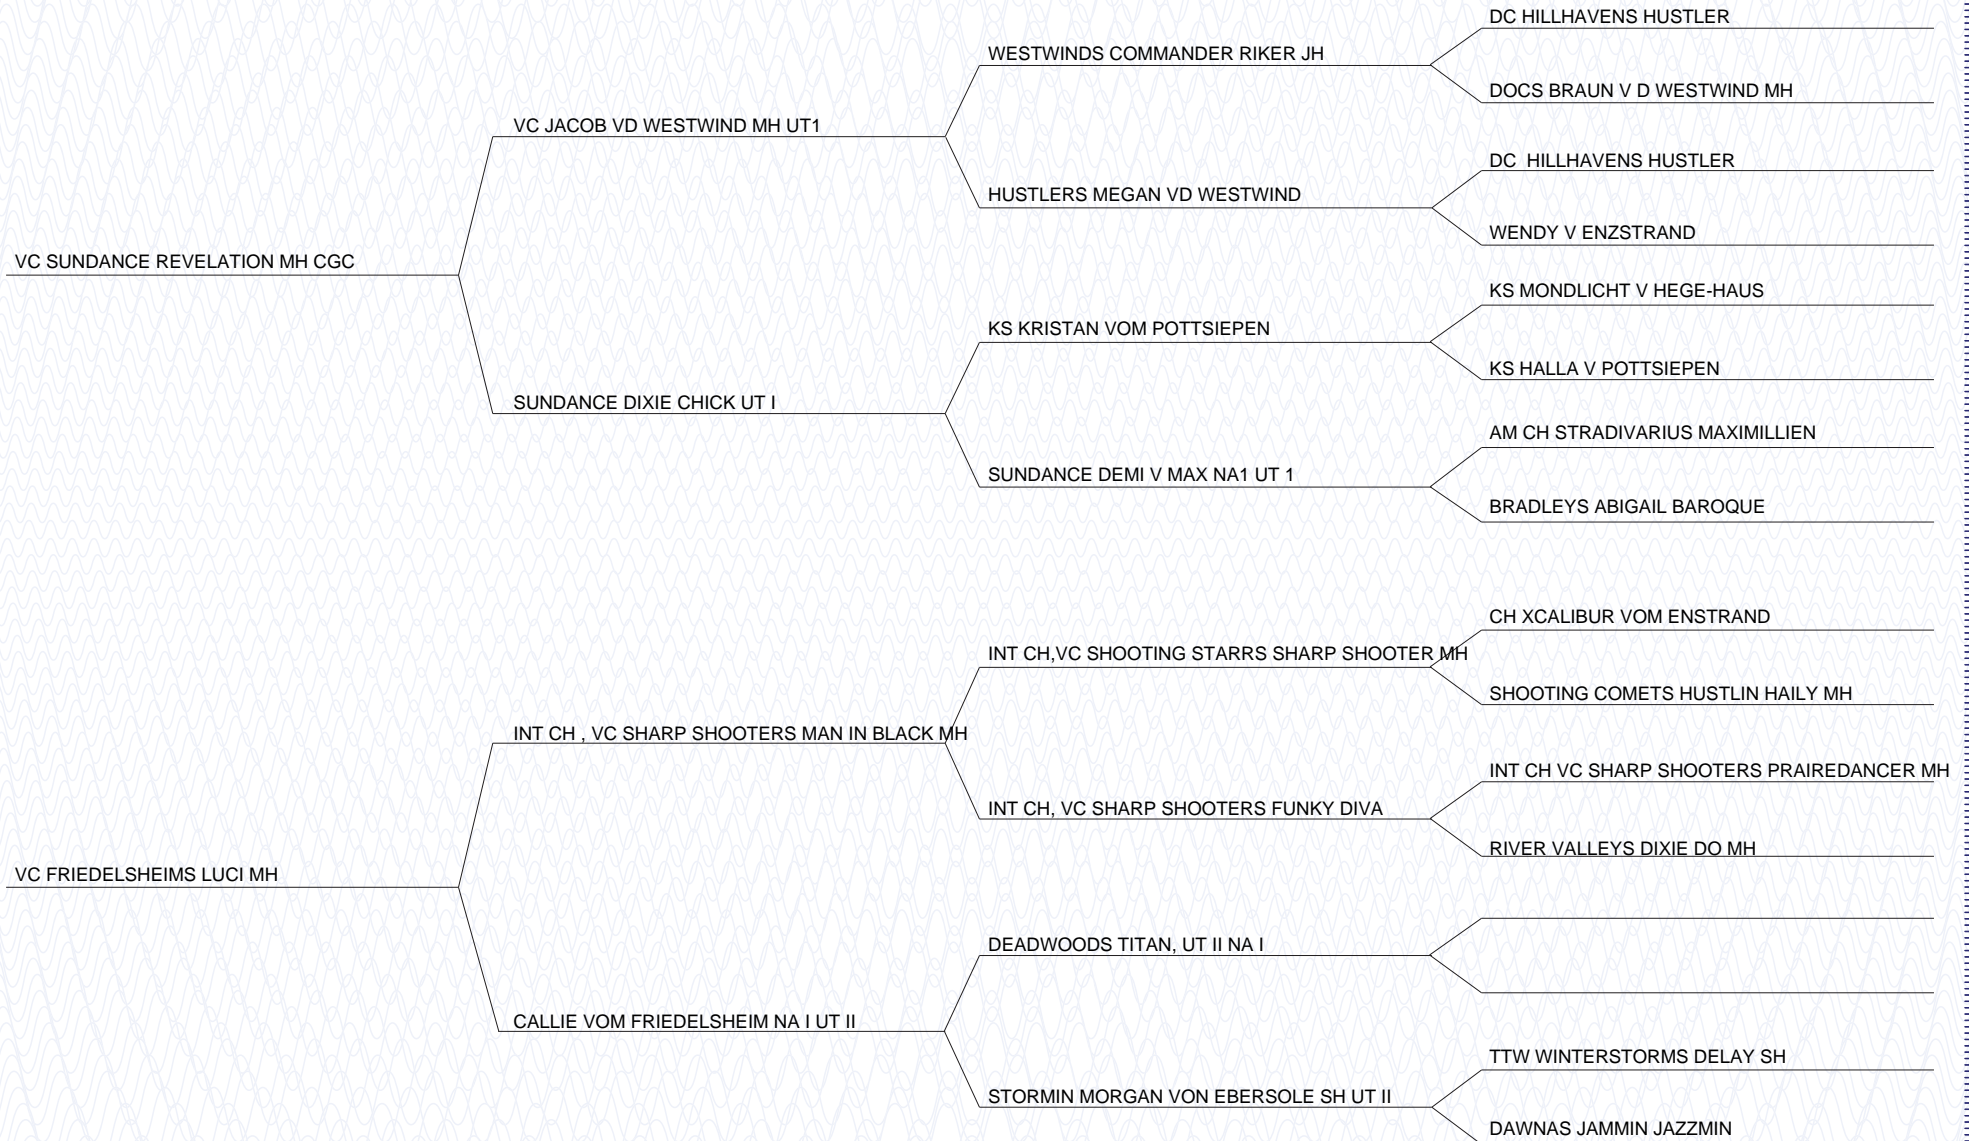 DC HILLHAVENS HUSTLER
WESTWINDS COMMANDER RIKER JH
DOCS BRAUN V D WESTWIND MH
VC JACOB VD WESTWIND MH UT1
DC  HILLHAVENS HUSTLER
HUSTLERS MEGAN VD WESTWIND
WENDY V ENZSTRAND
VC SUNDANCE REVELATION MH CGC
KS MONDLICHT V HEGE-HAUS
KS KRISTAN VOM POTTSIEPEN
KS HALLA V POTTSIEPEN
SUNDANCE DIXIE CHICK UT I
AM CH STRADIVARIUS MAXIMILLIEN
SUNDANCE DEMI V MAX NA1 UT 1
BRADLEYS ABIGAIL BAROQUE
CH XCALIBUR VOM ENSTRAND
INT CH,VC SHOOTING STARRS SHARP SHOOTER MH
SHOOTING COMETS HUSTLIN HAILY MH
INT CH , VC SHARP SHOOTERS MAN IN BLACK MH
INT CH VC SHARP SHOOTERS PRAIREDANCER MH
INT CH, VC SHARP SHOOTERS FUNKY DIVA
RIVER VALLEYS DIXIE DO MH
VC FRIEDELSHEIMS LUCI MH
DEADWOODS TITAN, UT II NA I
CALLIE VOM FRIEDELSHEIM NA I UT II
TTW WINTERSTORMS DELAY SH
STORMIN MORGAN VON EBERSOLE SH UT II
DAWNAS JAMMIN JAZZMIN